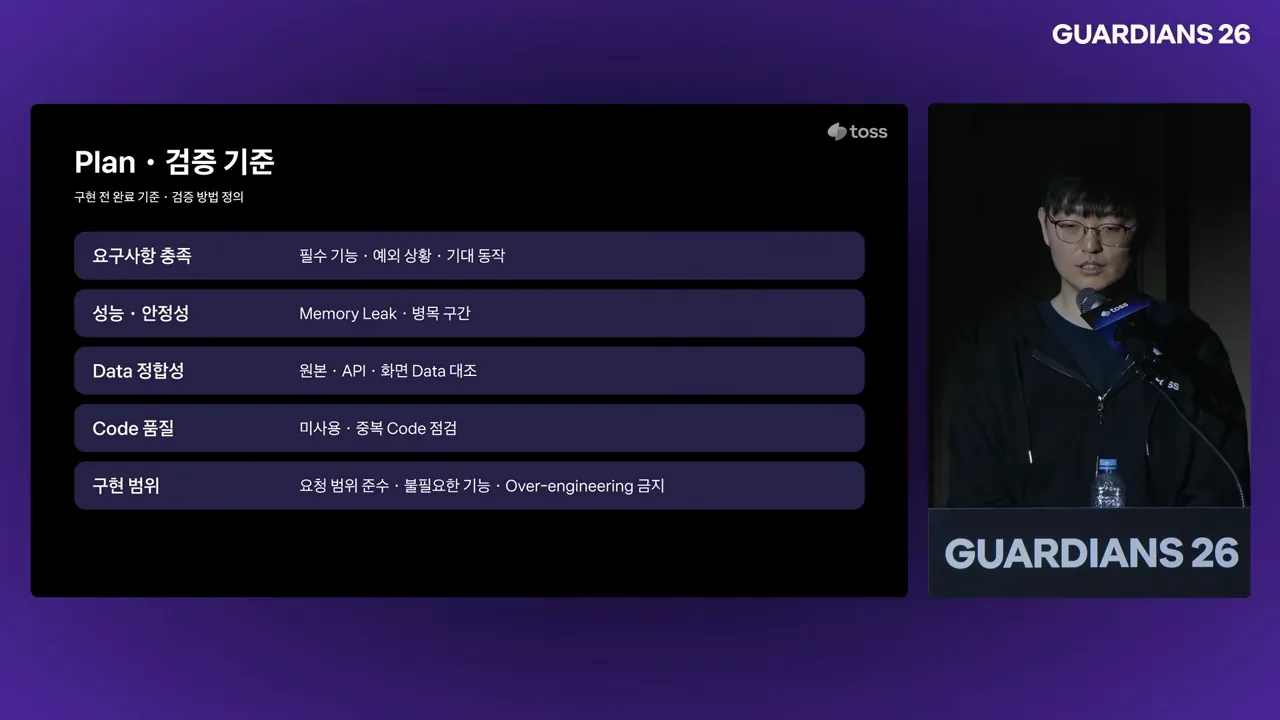 GUARDIANS 26
toss
Plan · 검증 기준
구현 전 완료 기준 · 검증 방법 정의
요구사항 충족 필수 기능 · 예외 상황 · 기대 동작
성능 · 안정성 Memory Leak · 병목 구간
Data 정합성 원본 · API · 화면 Data 대조
Code 품질 미사용 · 중복 Code 점검
구현 범위 요청 범위 준수 · 불필요한 기능 · Over-engineering 금지
toss
GUARDIANS 26